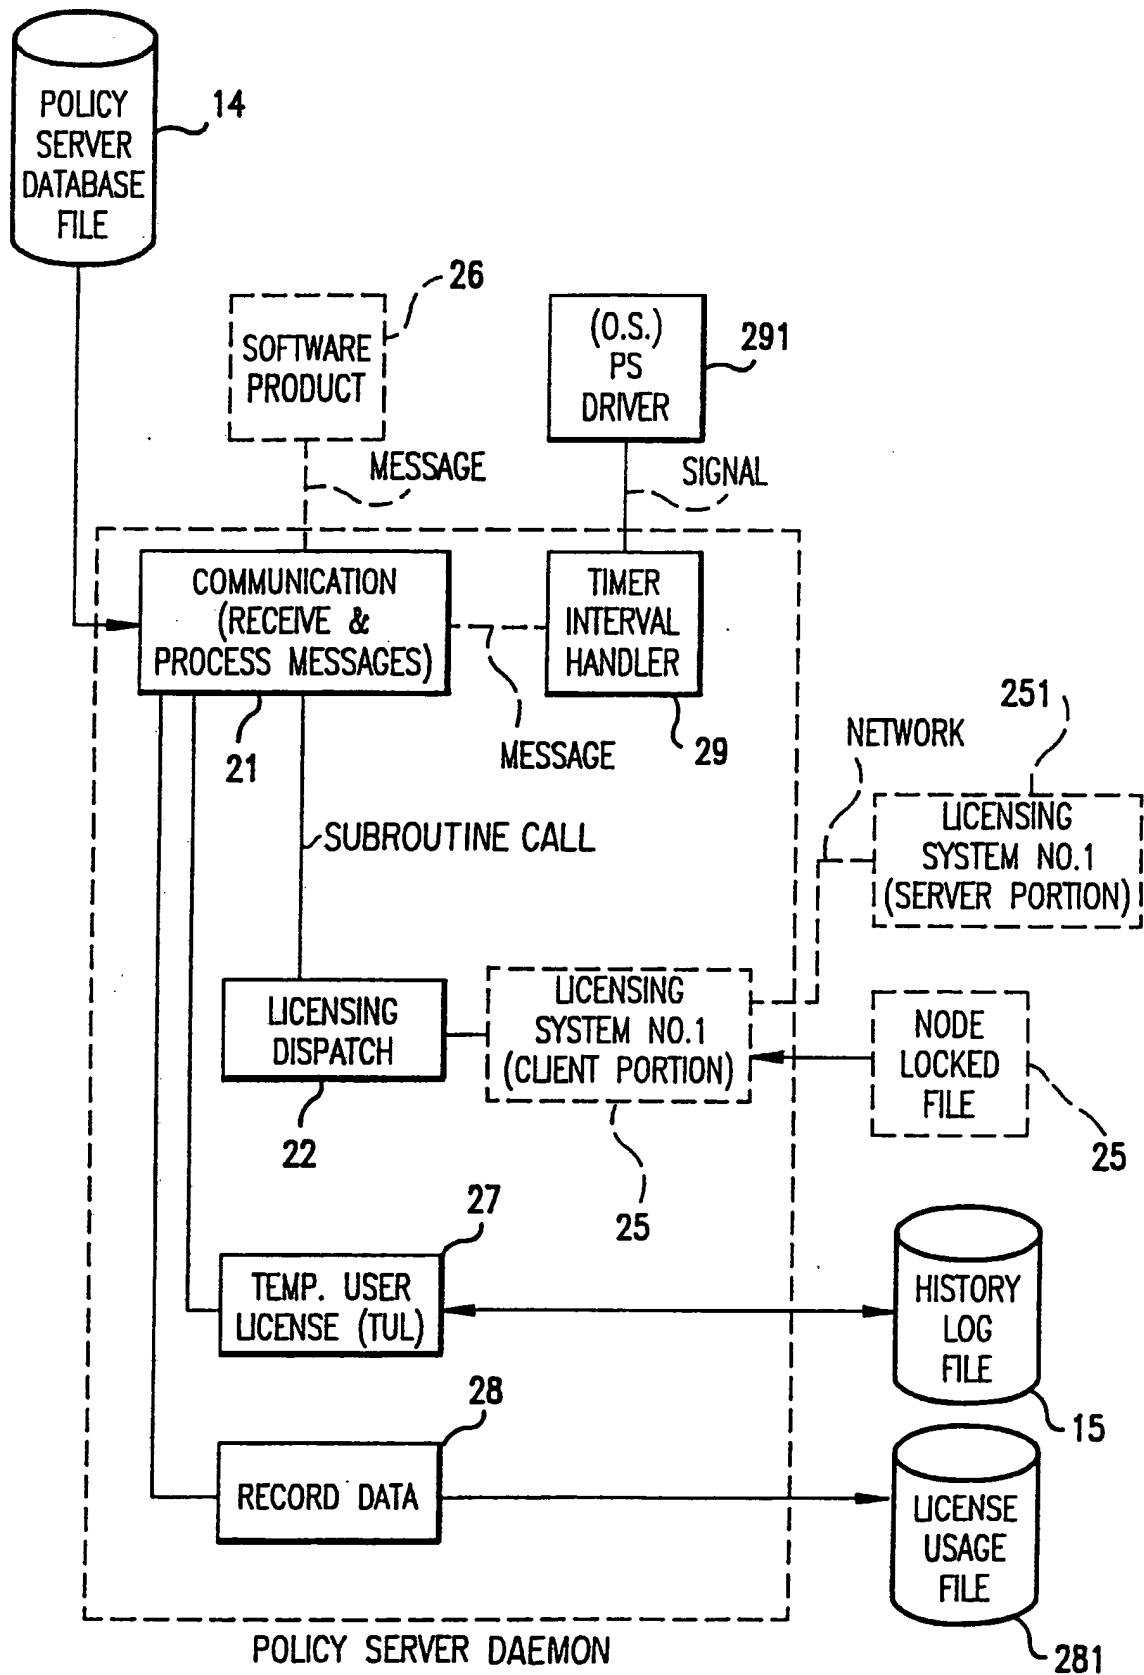 POLICY
SERVER
DATABASE
FILE
14
SOFTWARE
PRODUCT
26
(O.S.)
PS
DRIVER
291
MESSAGE
SIGNAL
COMMUNICATION
(RECEIVE &
PROCESS MESSAGES)
21
TIMER
INTERVAL
HANDLER
29
MESSAGE
SUBROUTINE CALL
NETWORK
251
LICENSING
SYSTEM NO.1
(SERVER PORTION)
LICENSING
DISPATCH
22
LICENSING
SYSTEM NO.1
(CLIENT PORTION)
25
NODE
LOCKED
FILE
25
27
TEMP. USER
LICENSE (TUL)
HISTORY
LOG
FILE
15
28
RECORD DATA
LICENSE
USAGE
FILE
281
POLICY SERVER DAEMON